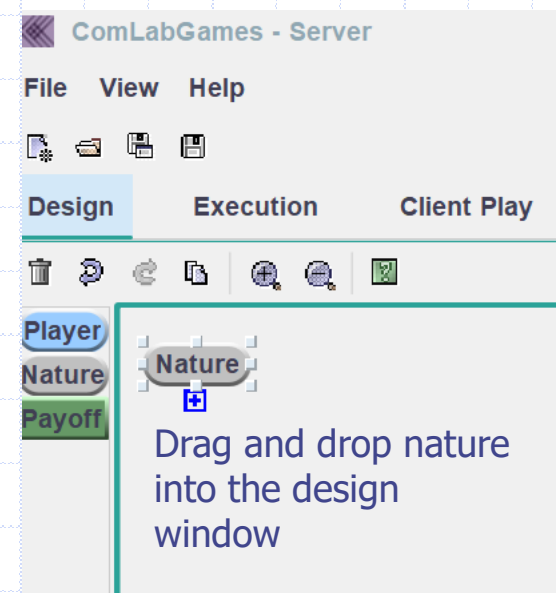 ComLabGames - Server
File View Help
Design Execution Client Play
Player
Nature
Payoff
Nature
Drag and drop nature
into the design
window